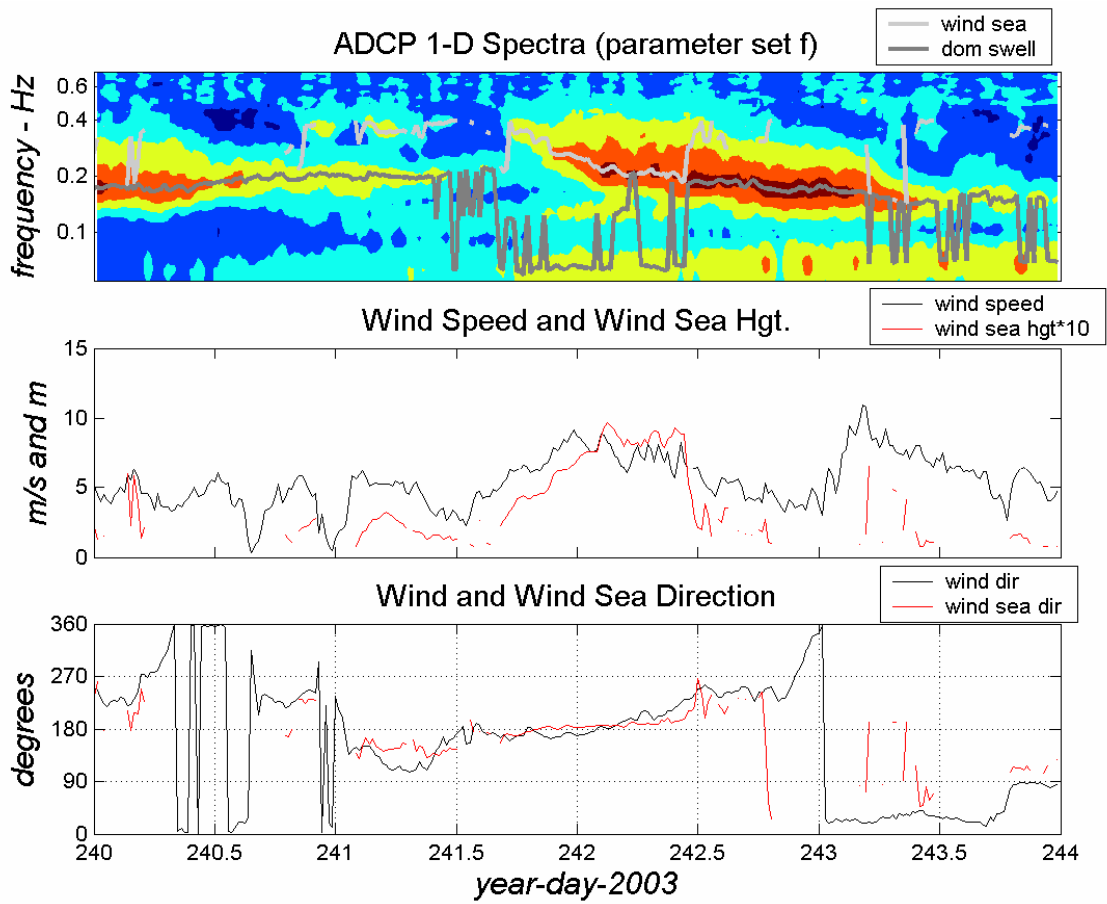 wind sea
dom swell
ADCP 1-D Spectra (parameter set f)
frequency - Hz
0.6
0.4
0.2
0.1
wind speed
wind sea hgt*10
Wind Speed and Wind Sea Hgt.
m/s and m
15
10
5
0
wind dir
wind sea dir
Wind and Wind Sea Direction
degrees
360
270
180
90
0
240 240.5 241 241.5 242 242.5 243 243.5 244
year-day-2003